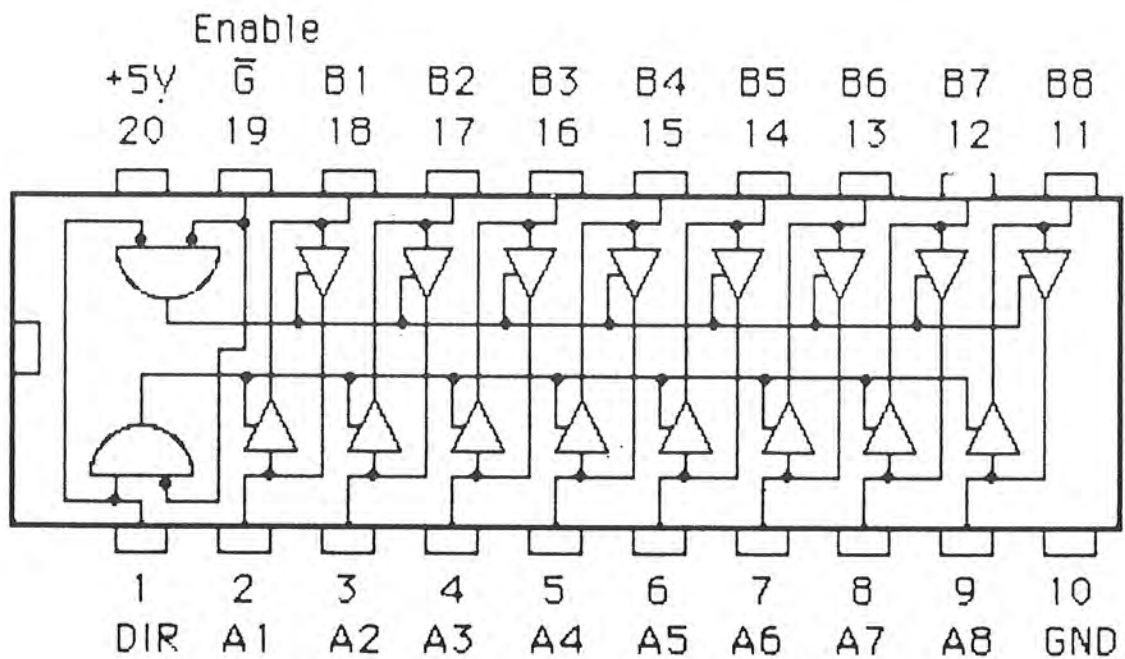 Enable
+5V G̅ B1 B2 B3 B4 B5 B6 B7 B8
20 19 18 17 16 15 14 13 12 11
1 2 3 4 5 6 7 8 9 10
DIR A1 A2 A3 A4 A5 A6 A7 A8 GND